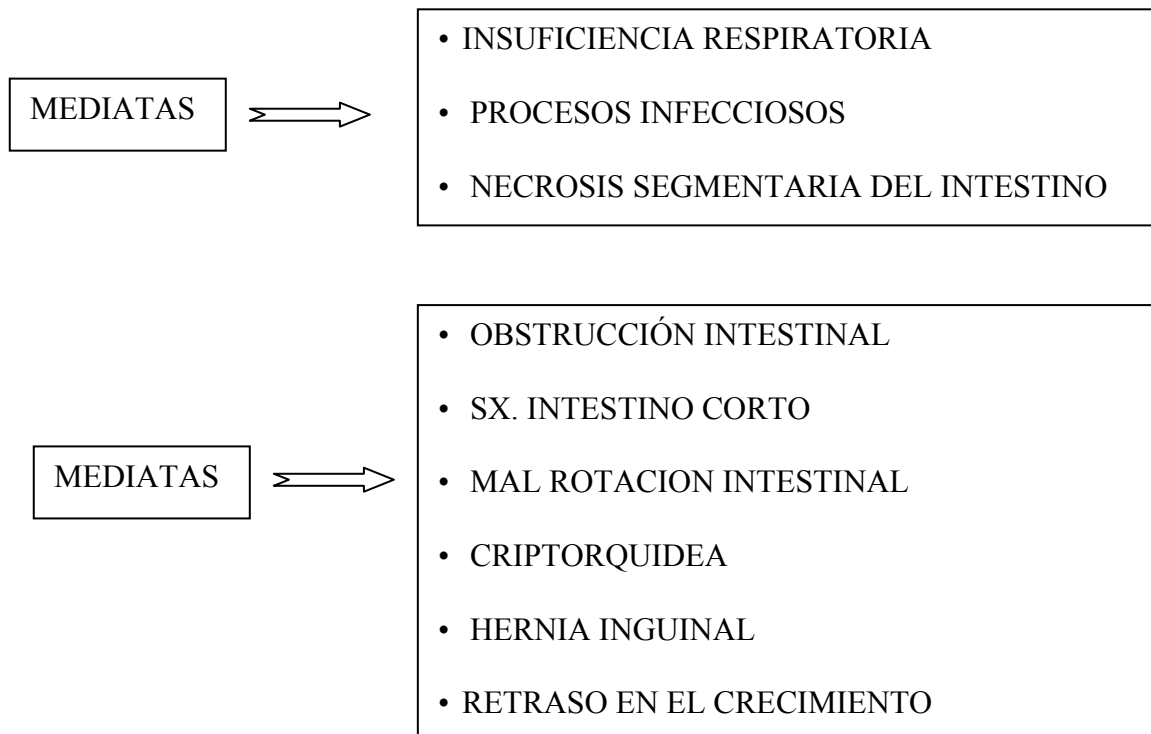 MEDIATAS
• INSUFICIENCIA RESPIRATORIA
• PROCESOS INFECCIOSOS
• NECROSIS SEGMENTARIA DEL INTESTINO
MEDIATAS
• OBSTRUCCIÓN INTESTINAL
• SX. INTESTINO CORTO
• MAL ROTACION INTESTINAL
• CRIPTORQUIDEA
• HERNIA INGUINAL
• RETRASO EN EL CRECIMIENTO